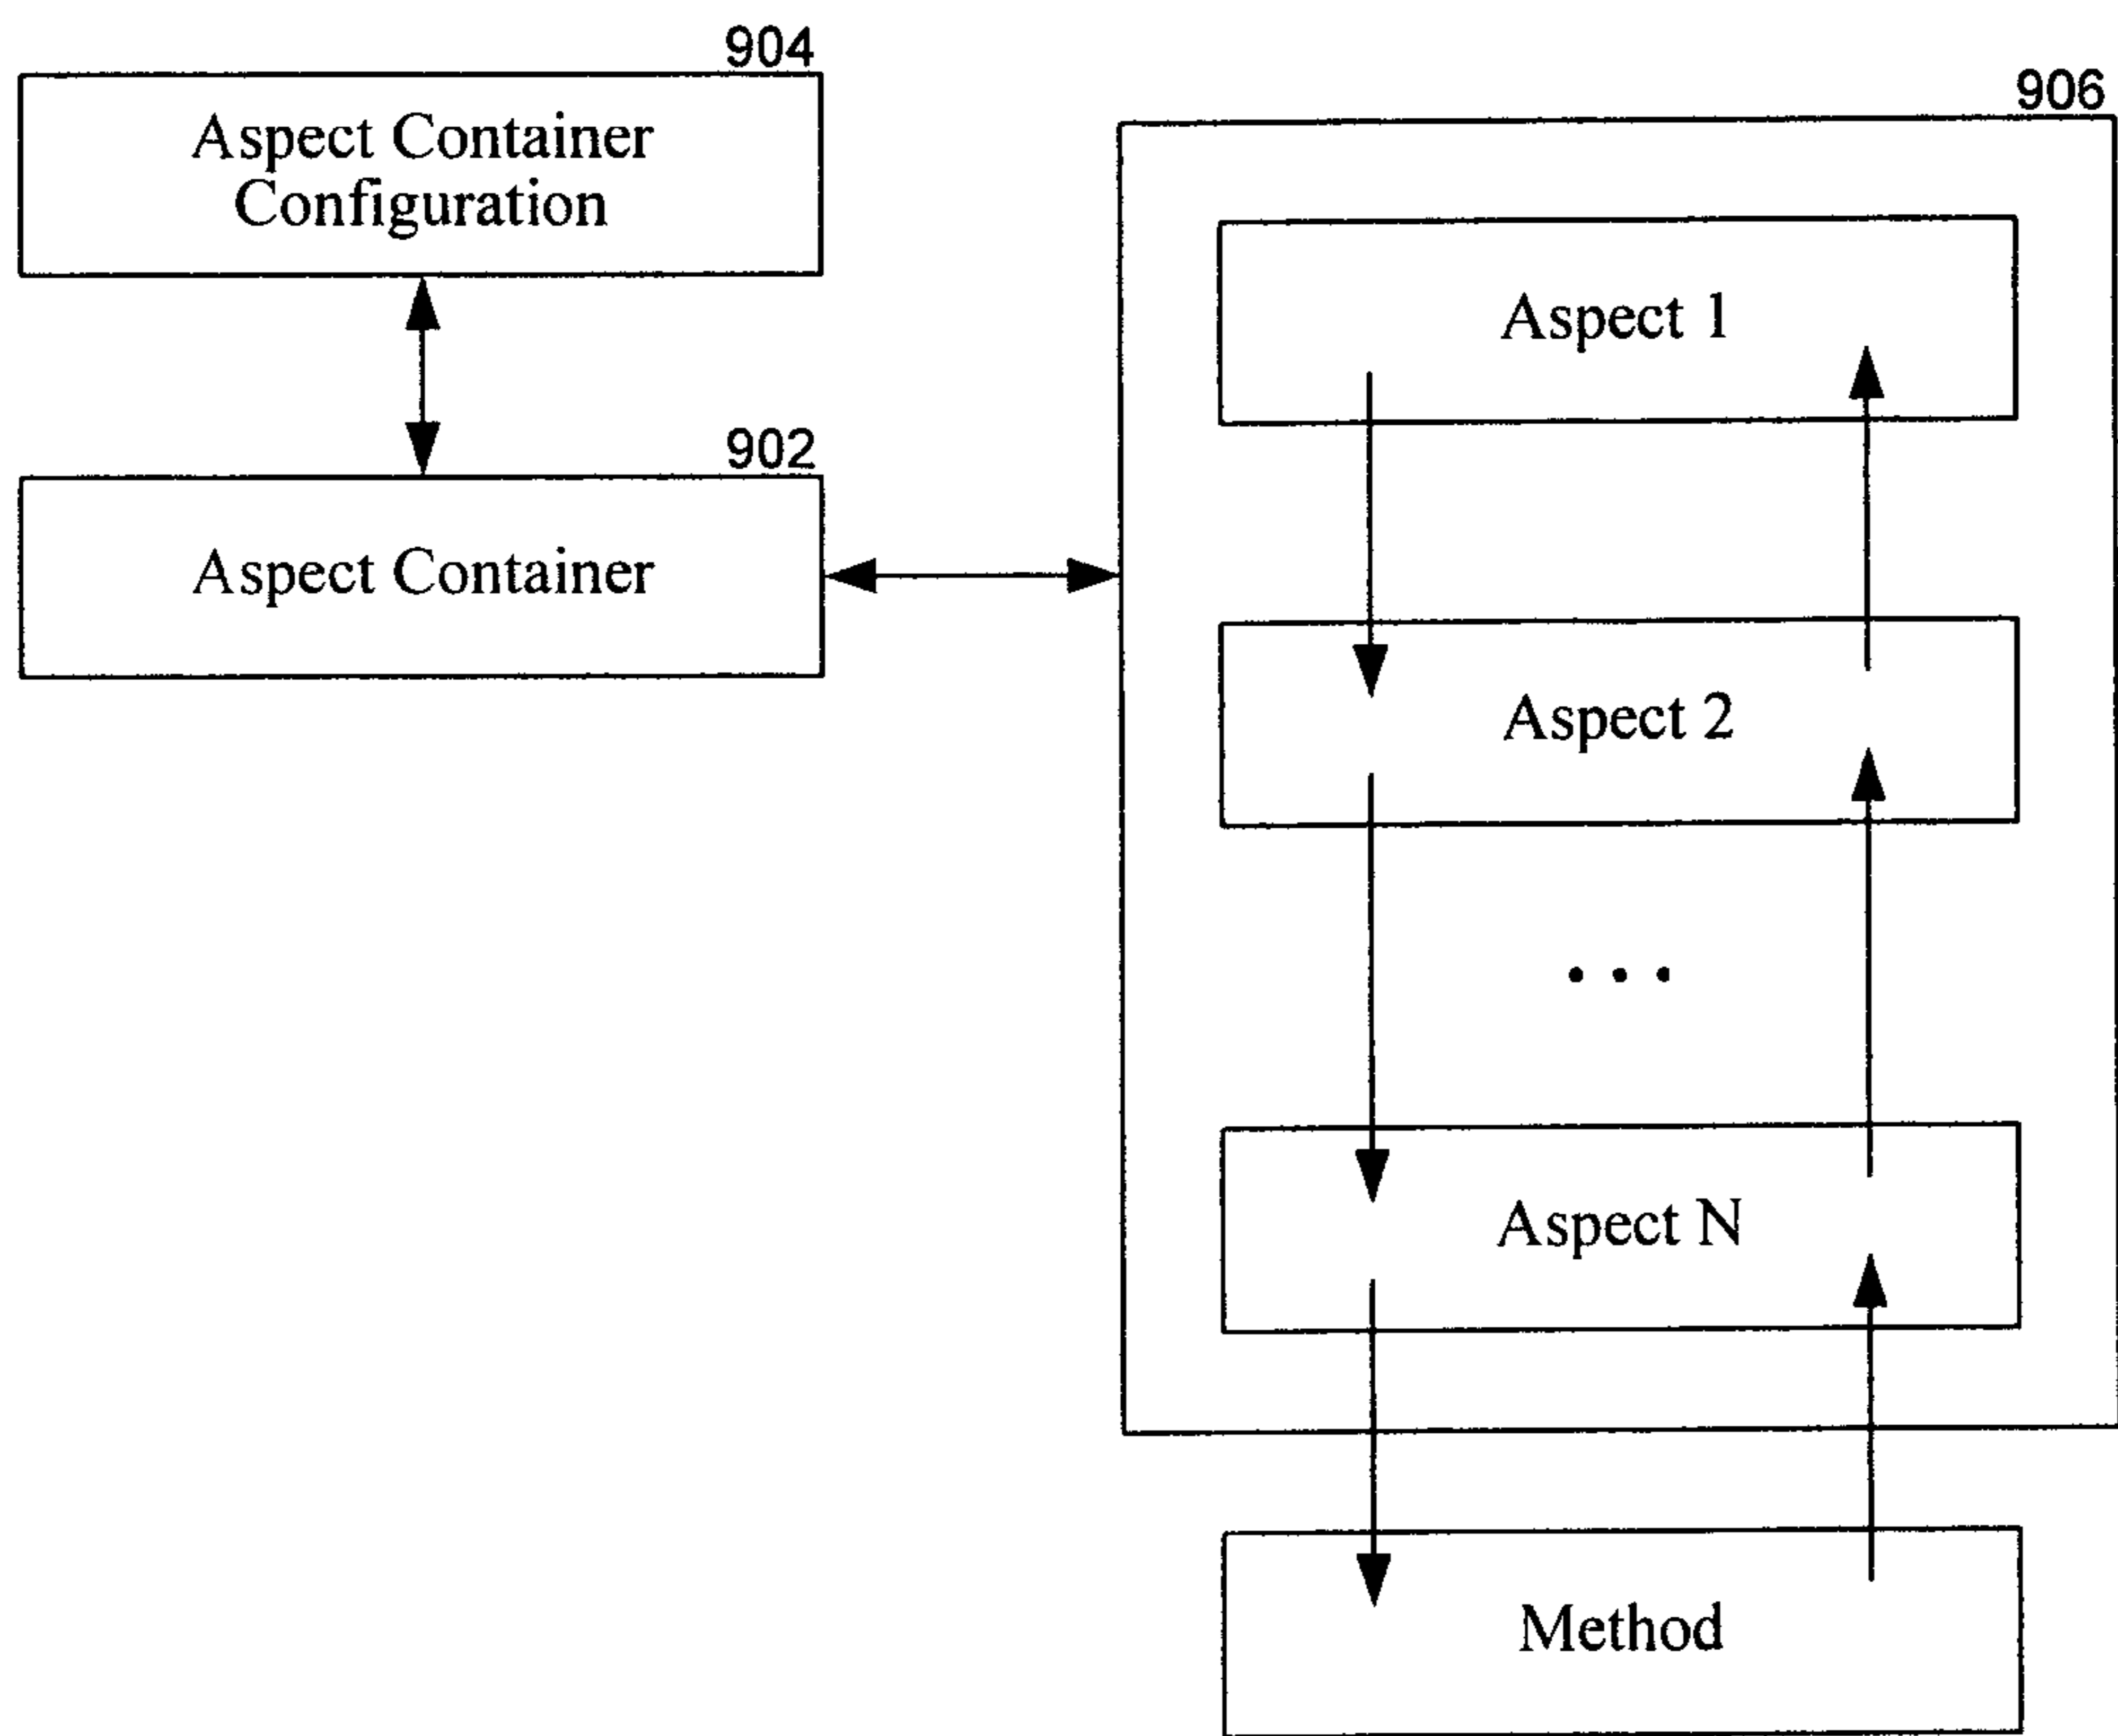 904
Aspect Container
Configuration
902
Aspect Container
906
Aspect 1
Aspect 2
...
Aspect N
Method